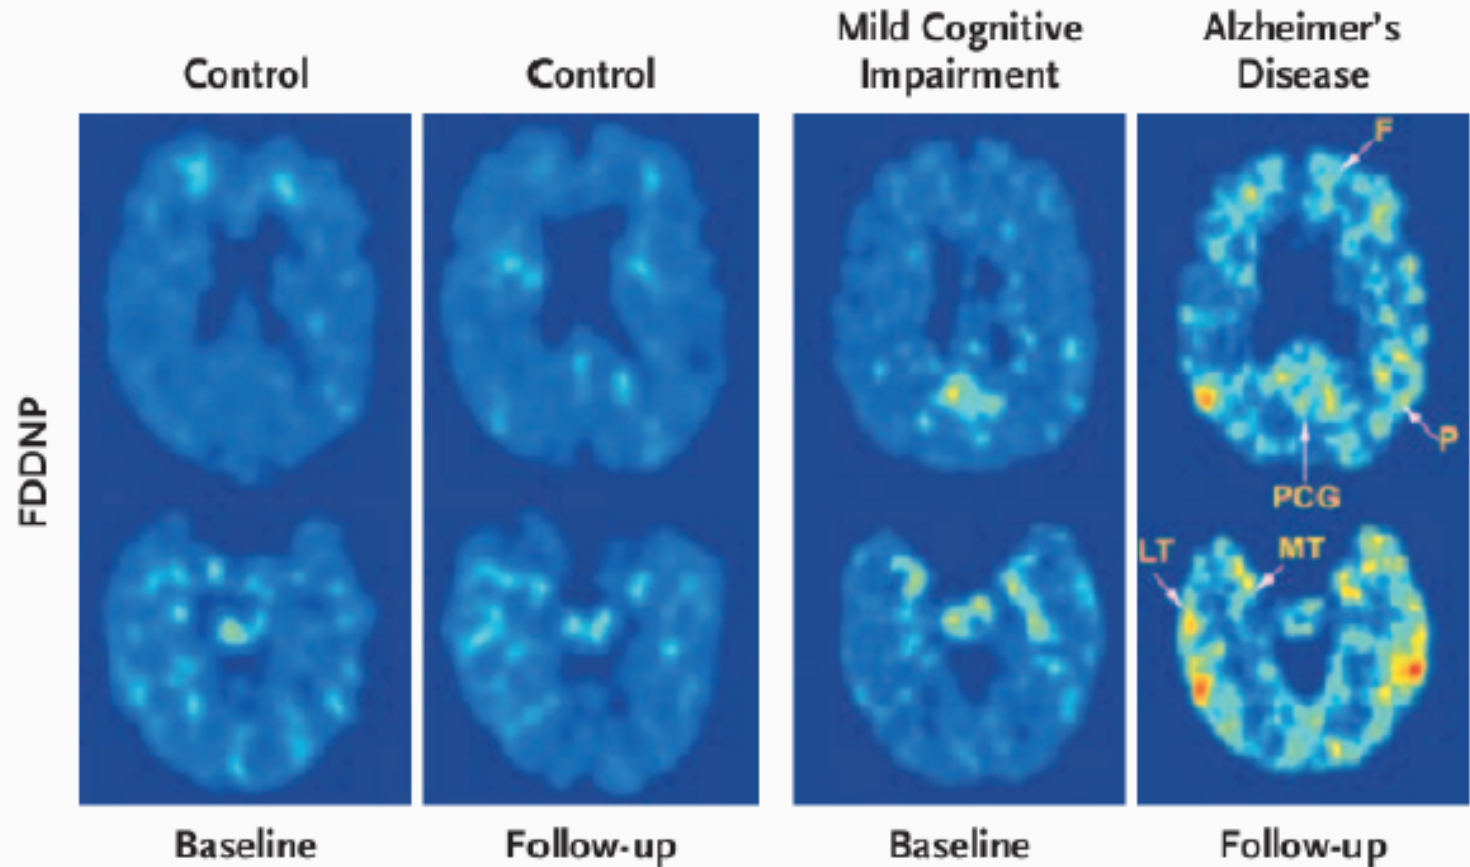 Control
Control
Mild Cognitive
Impairment
Alzheimer's
Disease
FDDNP
F
P
PCG
LT
MT
Baseline
Follow-up
Baseline
Follow-up